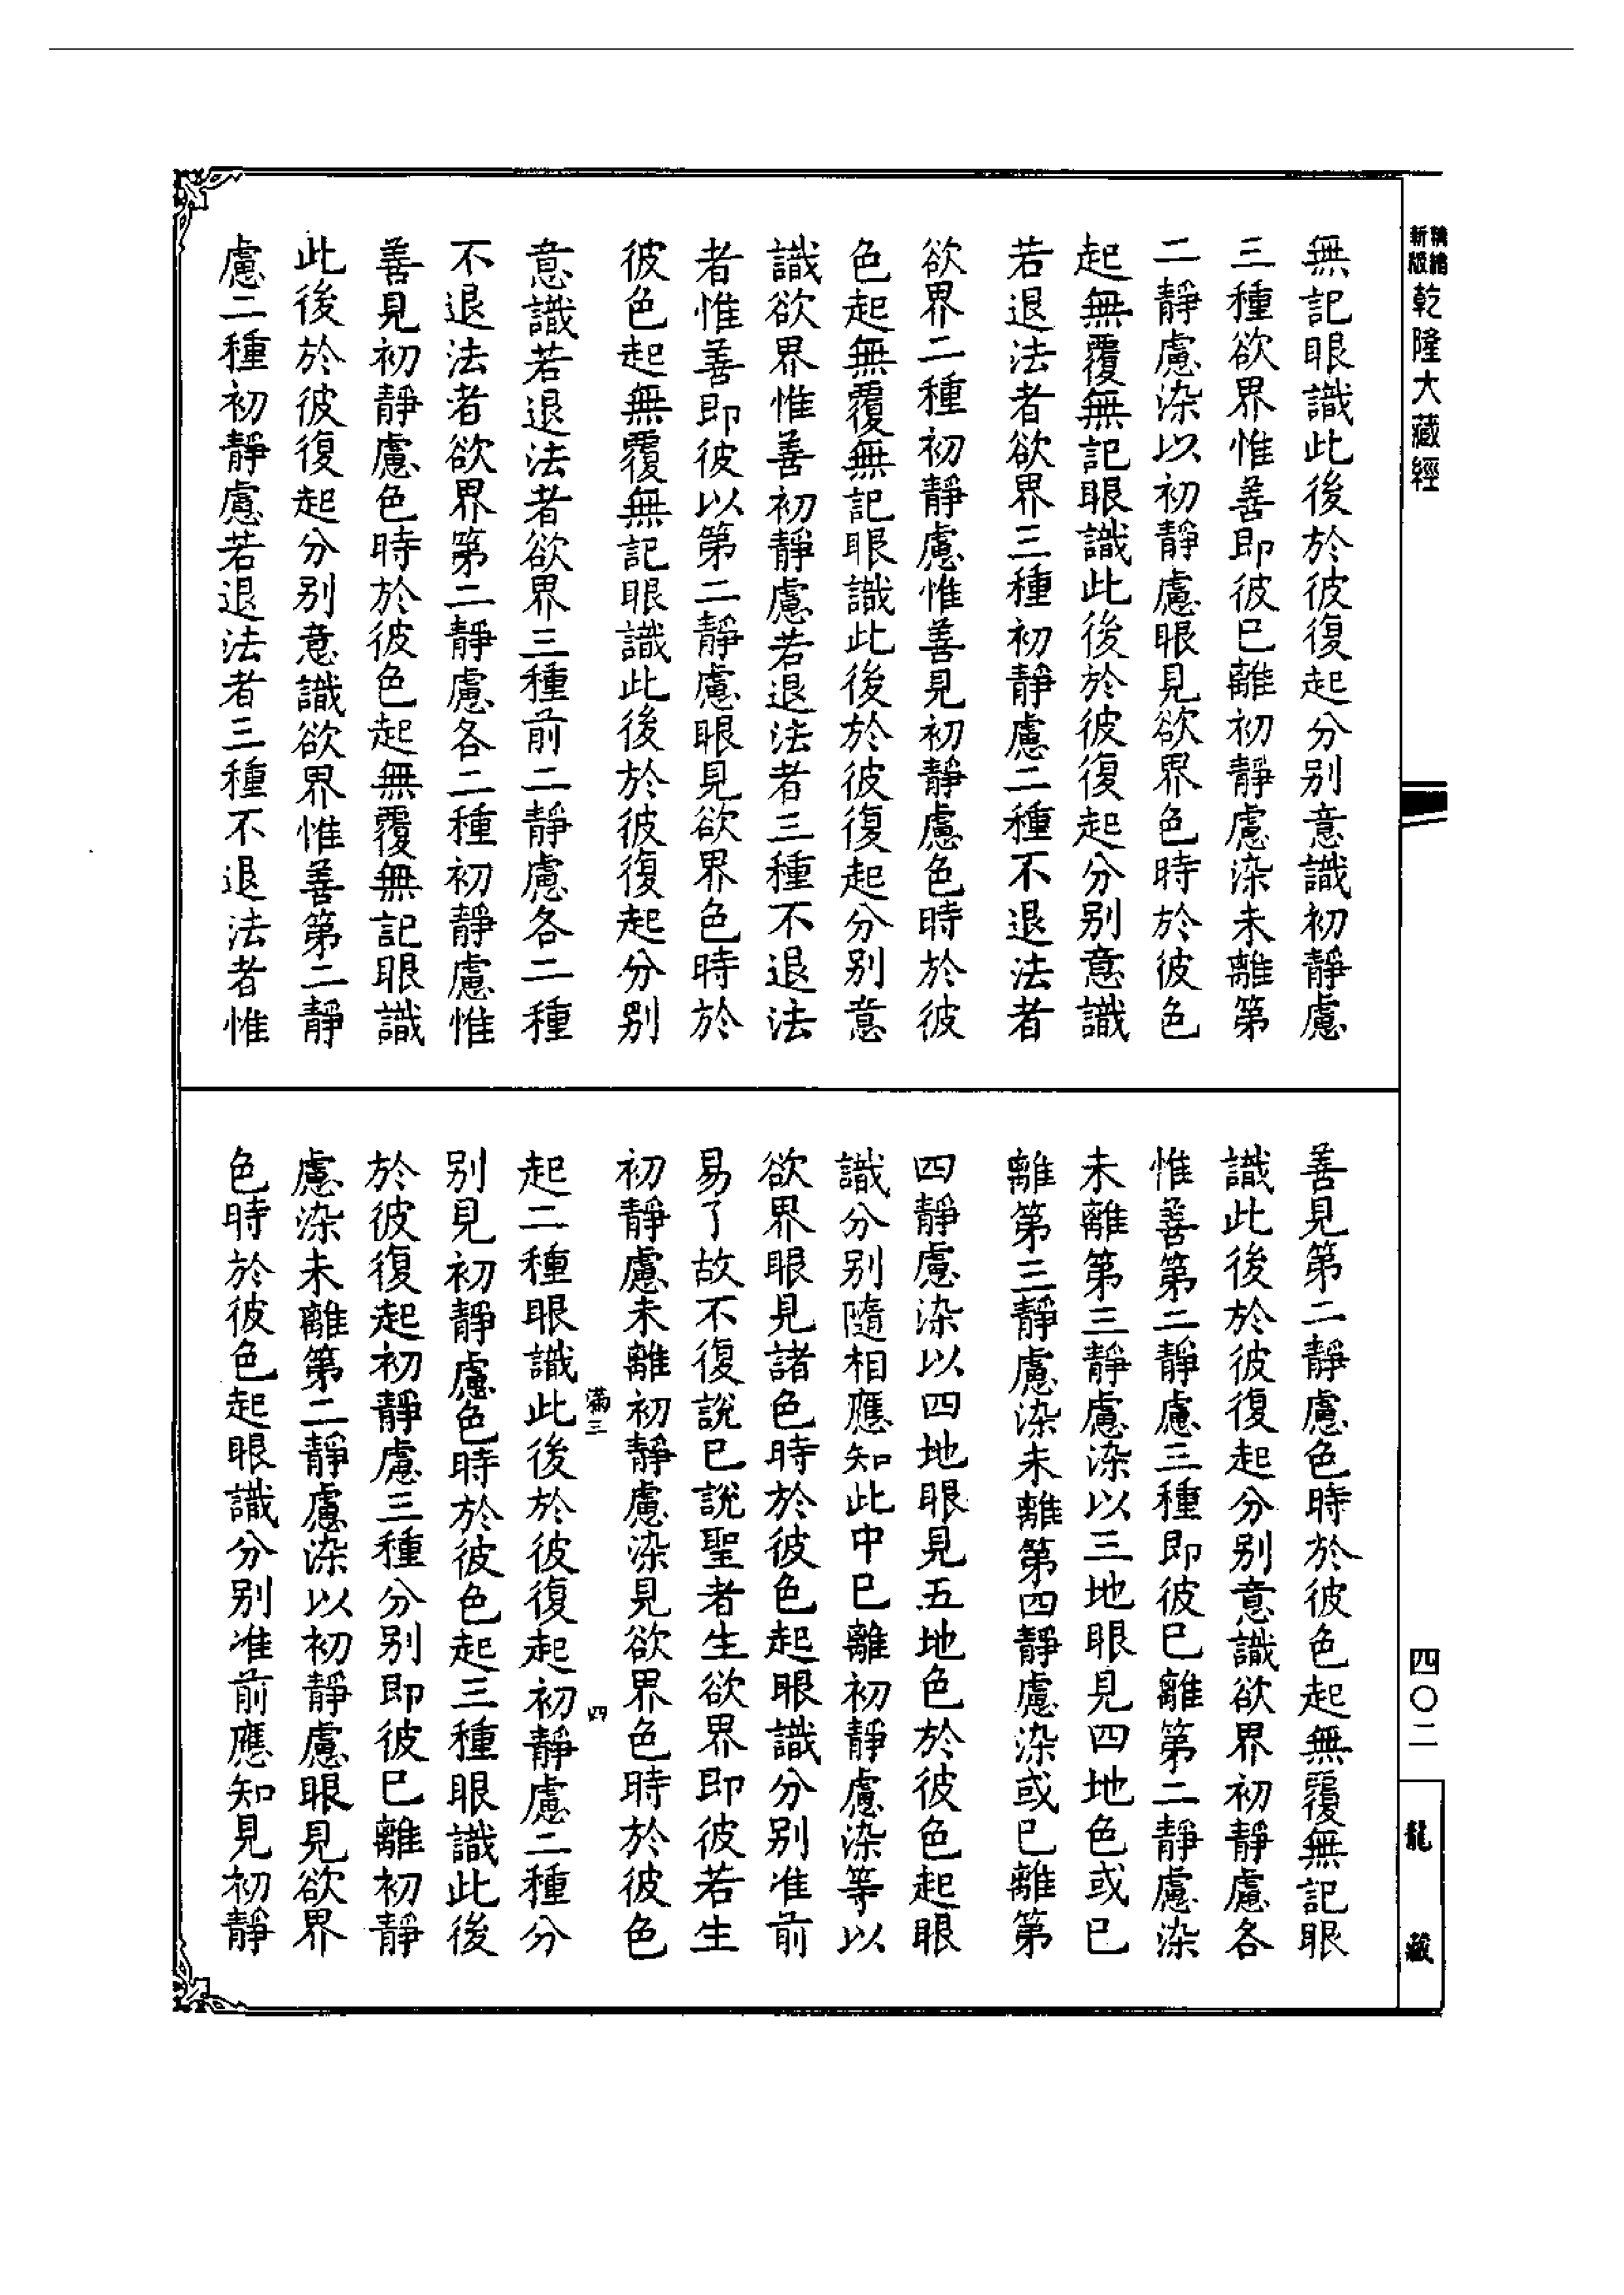 精縮
新版
乾隆大藏經
無記眼識此後於彼復起分别意識初靜慮
三種欲界惟善即彼已離初靜慮染未離第
二靜慮染以初靜慮眼見欲界色時於彼色
起無覆無記眼識此後於彼復起分别意識
若退法者欲界三種初靜慮二種不退法者
欲界二種初靜慮惟善見初靜慮色時於彼
色起無覆無記眼識此後於彼復起分别意
識欲界惟善初靜慮若退法者三種不退法
者惟善即彼以第二靜慮眼見欲界色時於
彼色起無覆無記眼識此後於彼復起分别
意識若退法者欲界三種前二靜慮各二種
不退法者欲界第二靜慮各二種初靜慮惟
善見初靜慮色時於彼色起無覆無記眼識
此後於彼復起分别意識欲界惟善第二靜
慮二種初靜慮若退法者三種不退法者惟
善見第二靜慮色時於彼色起無覆無記眼
識此後於彼復起分别意識欲界初靜慮各
惟善第二靜慮三種即彼已離第二靜慮染
未離第三靜慮染以三地眼見四地色或已
離第三靜慮染未離第四靜慮染或已離第
四靜慮染以四地眼見五地色於彼色起眼
識分别隨相應知此中已離初靜慮染等以
欲界眼見諸色時於彼色起眼識分别准前
易了故不復說已說聖者生欲界即彼若生
初靜慮未離初靜慮染見欲界色時於彼色
滿三
四
起二種眼識此後於彼復起初靜慮二種分
别見初靜慮色時於彼色起三種眼識此後
於彼復起初靜慮三種分别即彼已離初靜
慮染未離第二靜慮染以初靜慮眼見欲界
色時於彼色起眼識分别准前應知見初靜
四〇二
龍藏